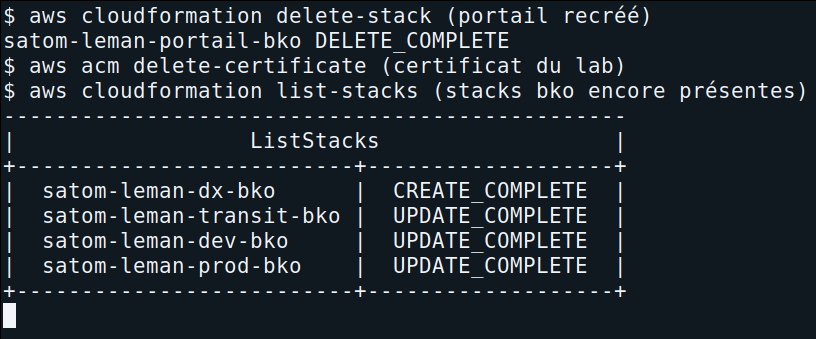 $ aws cloudformation delete-stack (portail recréé)
satom-leman-portail-bko DELETE_COMPLETE
$ aws acm delete-certificate (certificat du lab)
$ aws cloudformation list-stacks (stacks bko encore présentes)
--------------------------------------------------
|                  ListStacks                  |
+---------------------------+-------------------+
|  satom-leman-dx-bko      |  CREATE_COMPLETE  |
|  satom-leman-transit-bko |  UPDATE_COMPLETE  |
|  satom-leman-dev-bko     |  UPDATE_COMPLETE  |
|  satom-leman-prod-bko    |  UPDATE_COMPLETE  |
+---------------------------+-------------------+